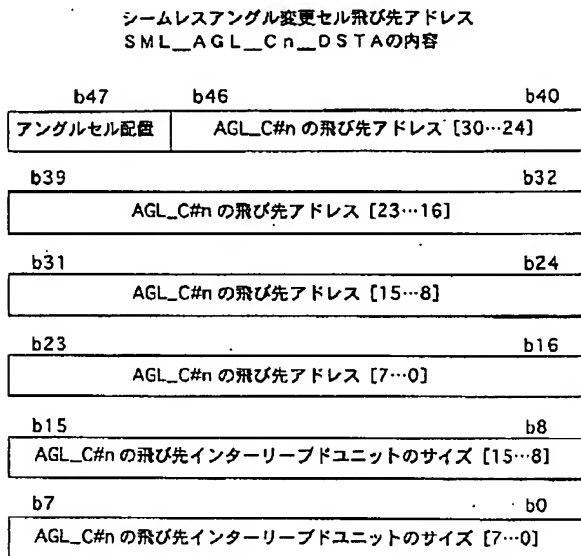 シームレスアングル変更セル飛び先アドレス
SML__AGL__Cn__DSTAの内容
b47 b46 b40
アングルセル配置 AGL_C#n の飛び先アドレス [30…24]
b39 b32
AGL_C#n の飛び先アドレス [23…16]
b31 b24
AGL_C#n の飛び先アドレス [15…8]
b23 b16
AGL_C#n の飛び先アドレス [7…0]
b15 b8
AGL_C#n の飛び先インターリーブドユニットのサイズ [15…8]
b7 b0
AGL_C#n の飛び先インターリーブドユニットのサイズ [7…0]